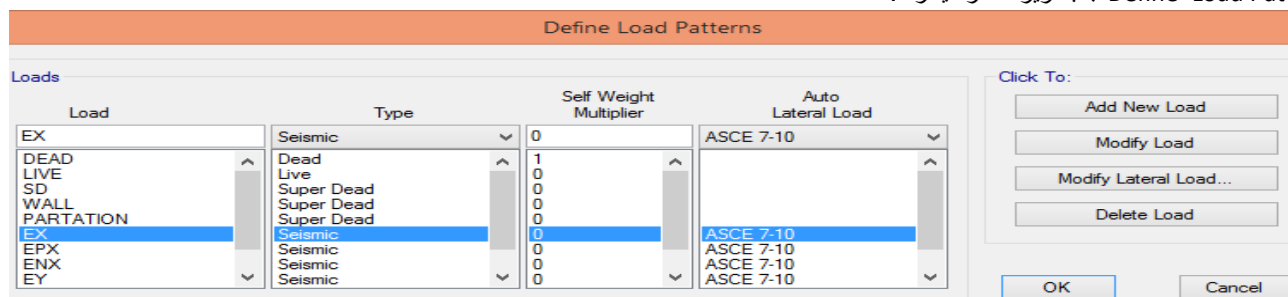 Define Load Pat
Define Load Patterns
Loads
Click To:
Load Type Self Weight Multiplier Auto Lateral Load
EX Seismic 0 ASCE 7-10
DEAD Dead 1
LIVE Live 0
SD Super Dead 0
WALL Super Dead 0
PARTATION Super Dead 0
EX Seismic 0 ASCE 7-10
EPX Seismic 0 ASCE 7-10
ENX Seismic 0 ASCE 7-10
EY Seismic 0 ASCE 7-10
Add New Load
Modify Load
Modify Lateral Load...
Delete Load
OK Cancel